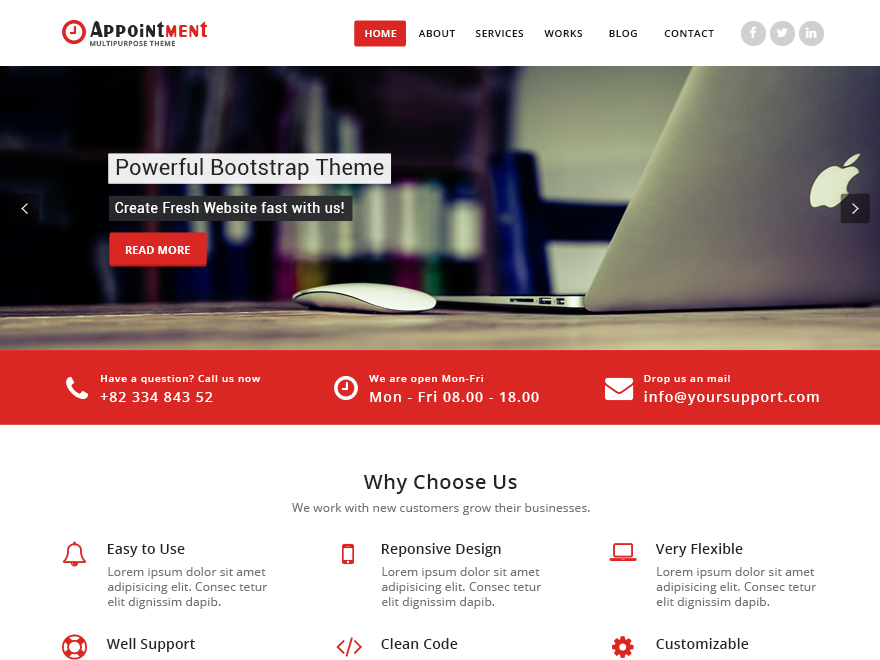 APPOiNTMENT
MULTIPURPOSE THEME
HOME ABOUT SERVICES WORKS BLOG CONTACT
Powerful Bootstrap Theme
Create Fresh Website fast with us!
READ MORE
Have a question? Call us now
+82 334 843 52
We are open Mon-Fri
Mon - Fri 08.00 - 18.00
Drop us an mail
info@yoursupport.com
Why Choose Us
We work with new customers grow their businesses.
Easy to Use
Lorem ipsum dolor sit amet
adipisicing elit. Consec tetur
elit dignissim dapib.
Reponsive Design
Lorem ipsum dolor sit amet
adipisicing elit. Consec tetur
elit dignissim dapib.
Very Flexible
Lorem ipsum dolor sit amet
adipisicing elit. Consec tetur
elit dignissim dapib.
Well Support
Clean Code
Customizable